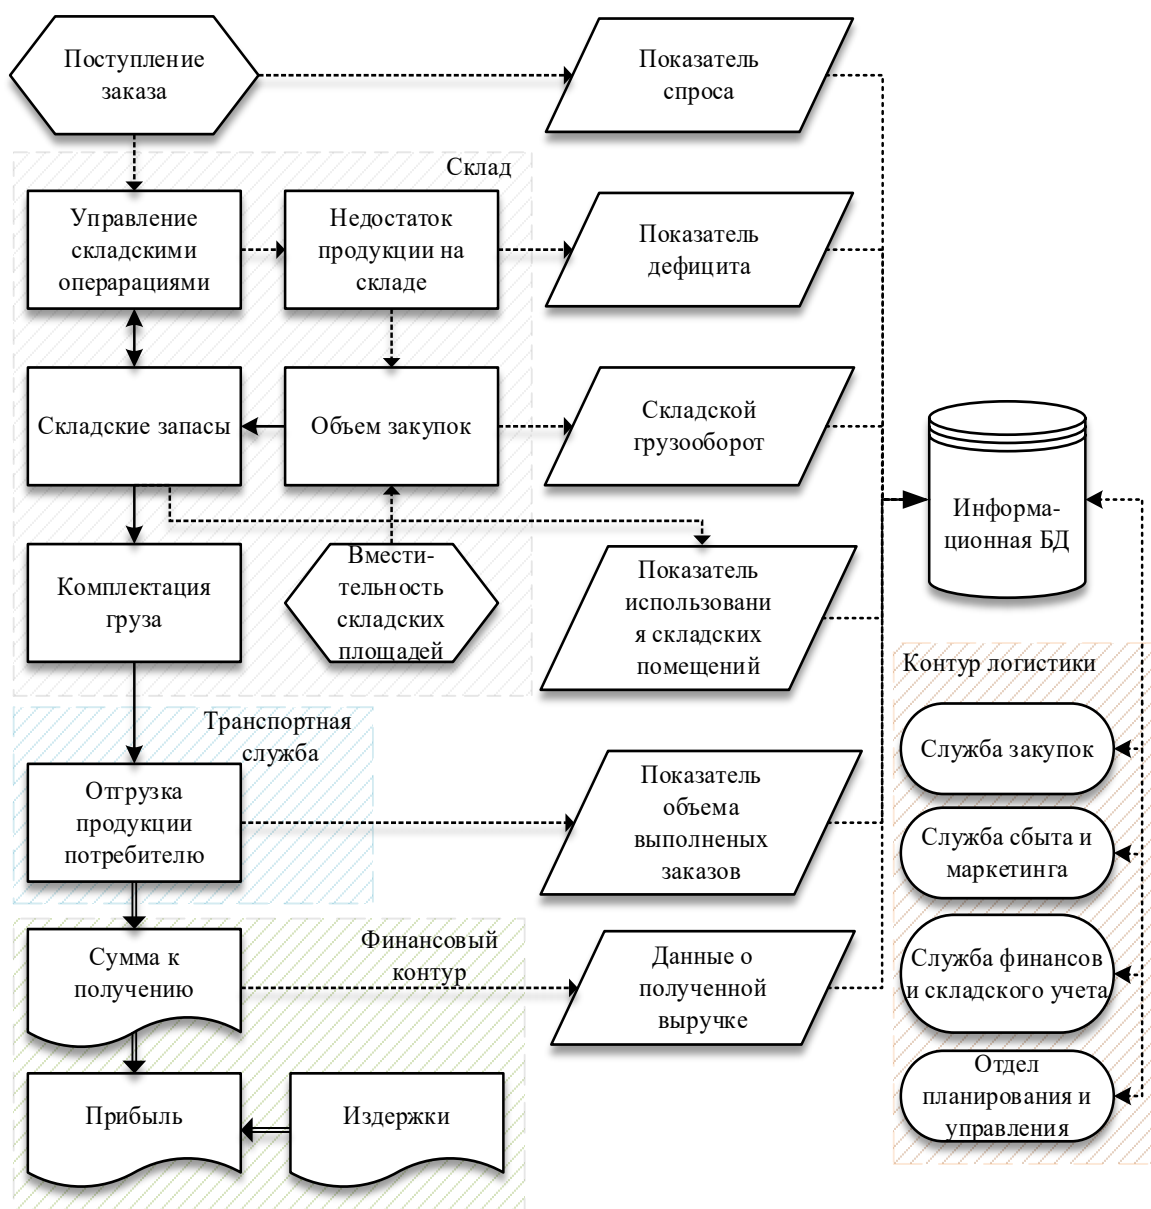 Поступление
заказа
Показатель
спроса
Склад
Управление
складскими
операрациями
Недостаток
продукции на
складе
Показатель
дефицита
Складские запасы
Объем закупок
Складской
грузооборот
Информа-
ционная БД
Комплектация
груза
Вмести-
тельность
складских
площадей
Показатель
использовани
я складских
помещений
Контур логистики
Служба закупок
Служба сбыта и
маркетинга
Служба финансов
и складского учета
Отдел
планирования и
управления
Транспортная
служба
Отгрузка
продукции
потребителю
Показатель
объема
выполненых
заказов
Финансовый
контур
Сумма к
получению
Данные о
полученной
выручке
Прибыль
Издержки